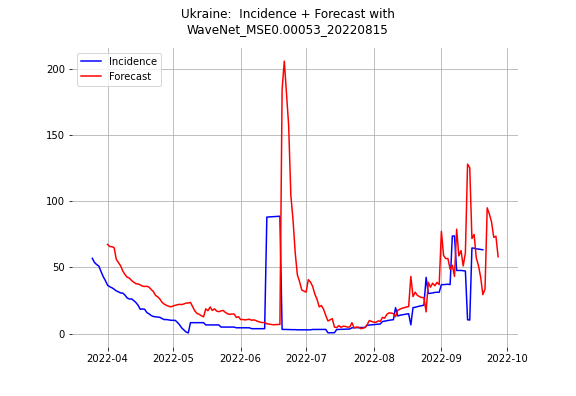 Ukraine:  Incidence + Forecast with
WaveNet_MSE0.00053_20220815
Incidence
Forecast
200
150
100
50
0
2022-04 2022-05 2022-06 2022-07 2022-08 2022-09 2022-10